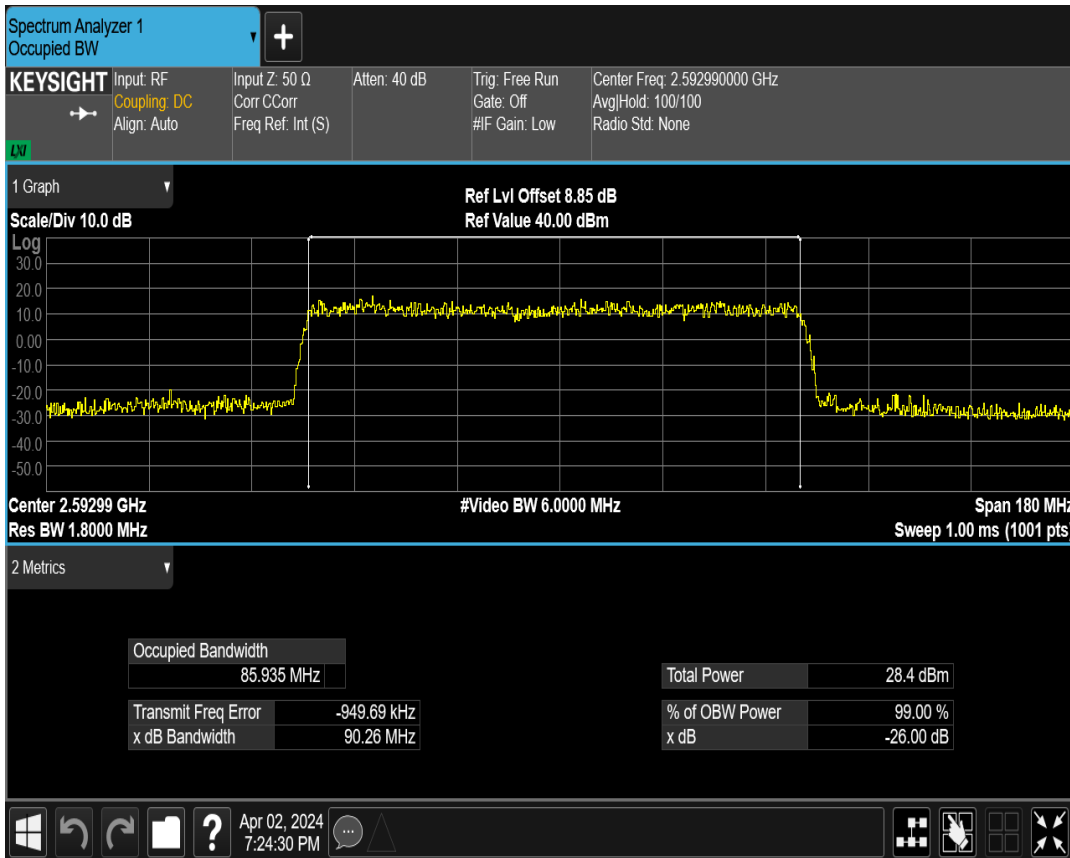 Spectrum Analyzer 1
Occupied BW
+
KEYSIGHT
LXI
Input: RF
Coupling: DC
Align: Auto
Input Z: 50 Ω
Corr CCorr
Freq Ref: Int (S)
Atten: 40 dB
Trig: Free Run
Gate: Off
#IF Gain: Low
Center Freq: 2.592990000 GHz
Avg|Hold: 100/100
Radio Std: None
1 Graph
Scale/Div 10.0 dB
Ref Lvl Offset 8.85 dB
Ref Value 40.00 dBm
Log
30.0
20.0
10.0
0.00
-10.0
-20.0
-30.0
-40.0
-50.0
Center 2.59299 GHz
#Video BW 6.0000 MHz
Span 180 MHz
Res BW 1.8000 MHz
Sweep 1.00 ms (1001 pts)
2 Metrics
Occupied Bandwidth
85.935 MHz
Total Power 28.4 dBm
Transmit Freq Error -949.69 kHz
% of OBW Power 99.00 %
x dB Bandwidth 90.26 MHz
x dB -26.00 dB
?
Apr 02, 2024
7:24:30 PM